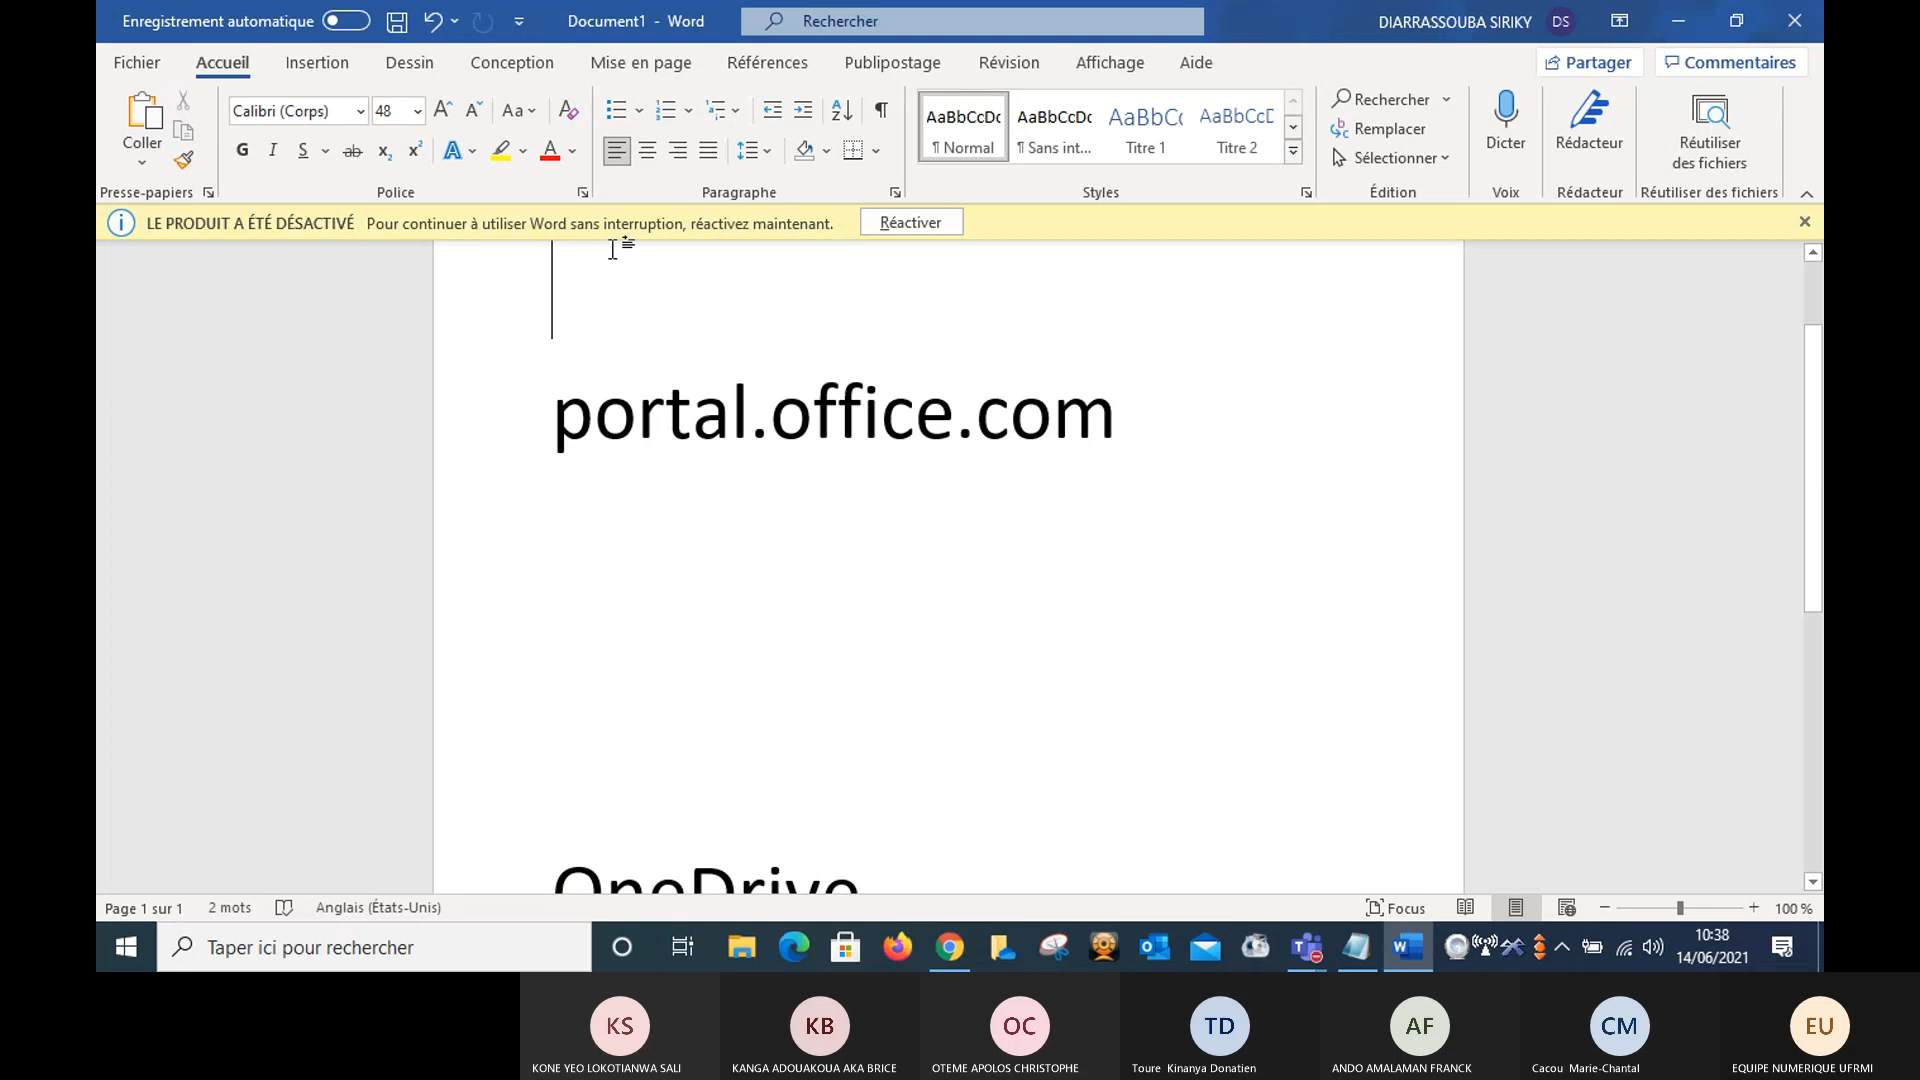 Enregistrement automatique Document1 - Word Rechercher DIARRASSOUBA SIRIKY DS
Fichier Accueil Insertion Dessin Conception Mise en page Références Publipostage Révision Affichage Aide Partager Commentaires
Calibri (Corps) 48 Aa AaBbCcDc AaBbCcDc AaBbCc AaBbCcD Rechercher
Coller G I S ab x₂ x² A A ¶ Normal ¶ Sans int... Titre 1 Titre 2 Remplacer Dicter Rédacteur Réutiliser
Sélectionner des fichiers
Presse-papiers Police Paragraphe Styles Édition Voix Rédacteur Réutiliser des fichiers
LE PRODUIT A ÉTÉ DÉSACTIVÉ Pour continuer à utiliser Word sans interruption, réactivez maintenant. Réactiver
portal.office.com
OneDrive
Page 1 sur 1 2 mots Anglais (États-Unis) Focus 100 %
Taper ici pour rechercher 10:38
14/06/2021
KS KB OC TD AF CM EU
KONE YEO LOKOTIANWA SALI KANGA ADOUAKOUA AKA BRICE OTEME APOLOS CHRISTOPHE Toure Kinanya Donatien ANDO AMALAMAN FRANCK Cacou Marie-Chantal EQUIPE NUMERIQUE UFRMI